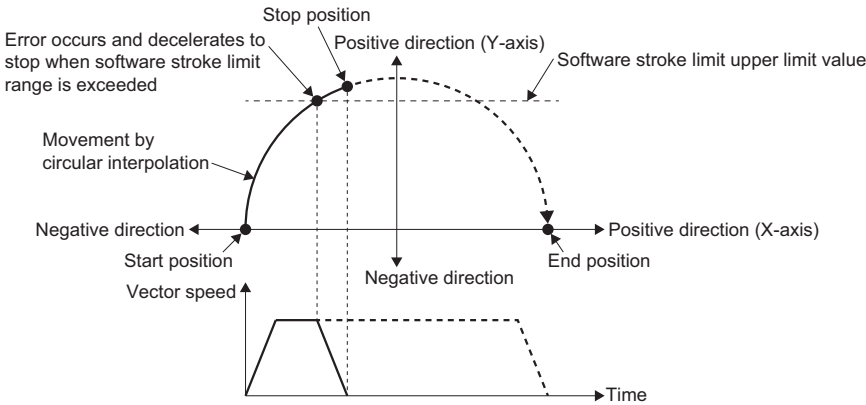 Stop position
Error occurs and decelerates to
stop when software stroke limit
range is exceeded
Positive direction (Y-axis)
Software stroke limit upper limit value
Movement by
circular interpolation
Negative direction
Positive direction (X-axis)
Start position
End position
Negative direction
Vector speed
Time